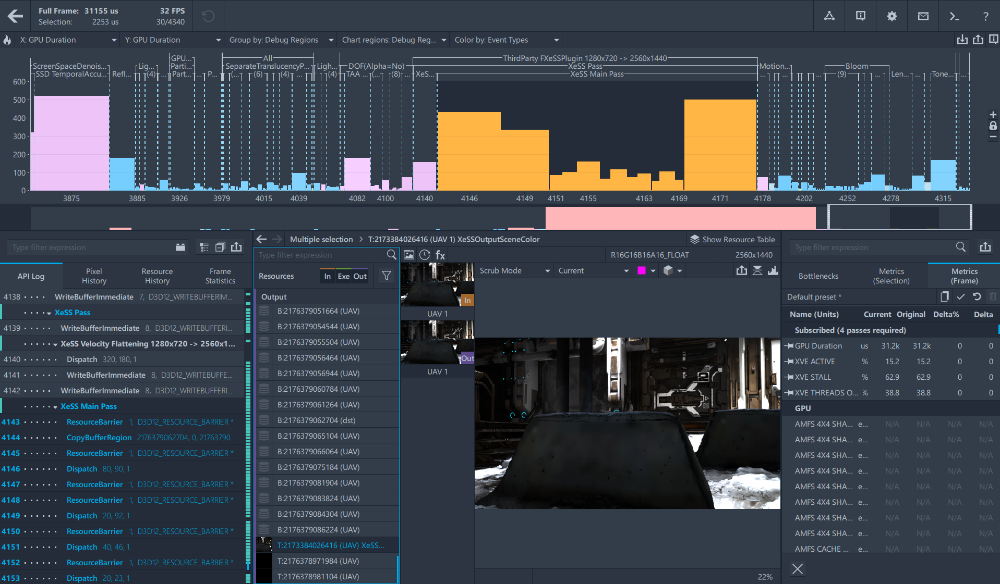 Full Frame: 31155 us 32 FPS
Selection: 2253 us 30/4340
?
X: GPU Duration Y: GPU Duration Group by: Debug Regions Chart regions: Debug Reg... Color by: Event Types
GPU... All ThirdParty FXeSSPlugin 1280x720 -> 2560x1440
ScreenSpaceDenois... Lig... Parti... SeparateTranslucencyP... Ligh... DOF(Alpha=No) XeSS Pass Motion... Bloom
SSD TemporalAccu... Refl... (4) ... Part... ... P... (... (6) (4) ... (4) TAA ... (... (8) ... XeS... XeSS Main Pass ... ... ... (9) ... Len... ... Tone... ...
600
500
400
300
200
100
0
3875 3885 3926 3979 4015 4039 4082 4100 4140 4146 4149 4151 4155 4163 4169 4171 4178 4202 4252 4278 4315
Type filter expression
API Log
Pixel History
Resource History
Frame Statistics
4138 WriteBufferImmediate 7, D3D12_WRITEBUFFERIM...
XeSS Pass
4139 WriteBufferImmediate 8, D3D12_WRITEBUFFERI...
XeSS Velocity Flattening 1280x720 -> 2560x1...
4140 Dispatch 320, 180, 1
4141 WriteBufferImmediate 8, D3D12_WRITEBUFFE...
4142 WriteBufferImmediate 8, D3D12_WRITEBUFFERI...
XeSS Main Pass
4143 ResourceBarrier 1, D3D12_RESOURCE_BARRIER *
4144 CopyBufferRegion 2176379062704, 0, 21763790...
4145 ResourceBarrier 1, D3D12_RESOURCE_BARRIER *
4146 Dispatch 80, 90, 1
4147 ResourceBarrier 1, D3D12_RESOURCE_BARRIER *
4148 ResourceBarrier 1, D3D12_RESOURCE_BARRIER *
4149 Dispatch 20, 92, 1
4150 ResourceBarrier 1, D3D12_RESOURCE_BARRIER *
4151 Dispatch 40, 46, 1
4152 ResourceBarrier 1, D3D12_RESOURCE_BARRIER *
4153 Dispatch 20, 23, 1
Multiple selection > T:2173384026416 (UAV 1) XeSSOutputSceneColor Show Resource Table
Type filter expression
Resources In Exe Out
Output
B:2176379051664 (UAV)
B:2176379054544 (UAV)
B:2176379055504 (UAV)
B:2176379056464 (UAV)
B:2176379056944 (UAV)
B:2176379060784 (UAV)
B:2176379061264 (UAV)
B:2176379062704 (dst)
B:2176379065104 (UAV)
B:2176379066064 (UAV)
B:2176379075184 (UAV)
B:2176379081904 (UAV)
B:2176379083824 (UAV)
B:2176379084304 (UAV)
B:2176379086224 (UAV)
T:2173384026416 (UAV) XeSS...
T:2176378971984 (UAV)
T:2176378981104 (UAV)
fx R16G16B16A16_FLOAT 2560x1440
Scrub Mode Current
In
UAV 1
Out
UAV 1
22%
Type filter expression
Bottlenecks
Metrics (Selection)
Metrics (Frame)
Default preset *
Name (Units) Current Original Delta% Delta
Subscribed (4 passes required)
GPU Duration us 31.2k 31.2k 0 0
XVE ACTIVE % 15.2 15.2 0 0
XVE STALL % 62.9 62.9 0 0
XVE THREADS O... % 38.8 38.8 0 0
GPU
AMFS 4X4 SHA... e... N/A N/A N/A N/A
AMFS 4X4 SHA... e... N/A N/A N/A N/A
AMFS 4X4 SHA... e... N/A N/A N/A N/A
AMFS 4X4 SHA... e... N/A N/A N/A N/A
AMFS 4X4 SHA... e... N/A N/A N/A N/A
AMFS 4X4 SHA... e... N/A N/A N/A N/A
AMFS 4X4 SHA... e... N/A N/A N/A N/A
AMFS 4X4 SHA... e... N/A N/A N/A N/A
AMFS CACHE ... e... N/A N/A N/A N/A